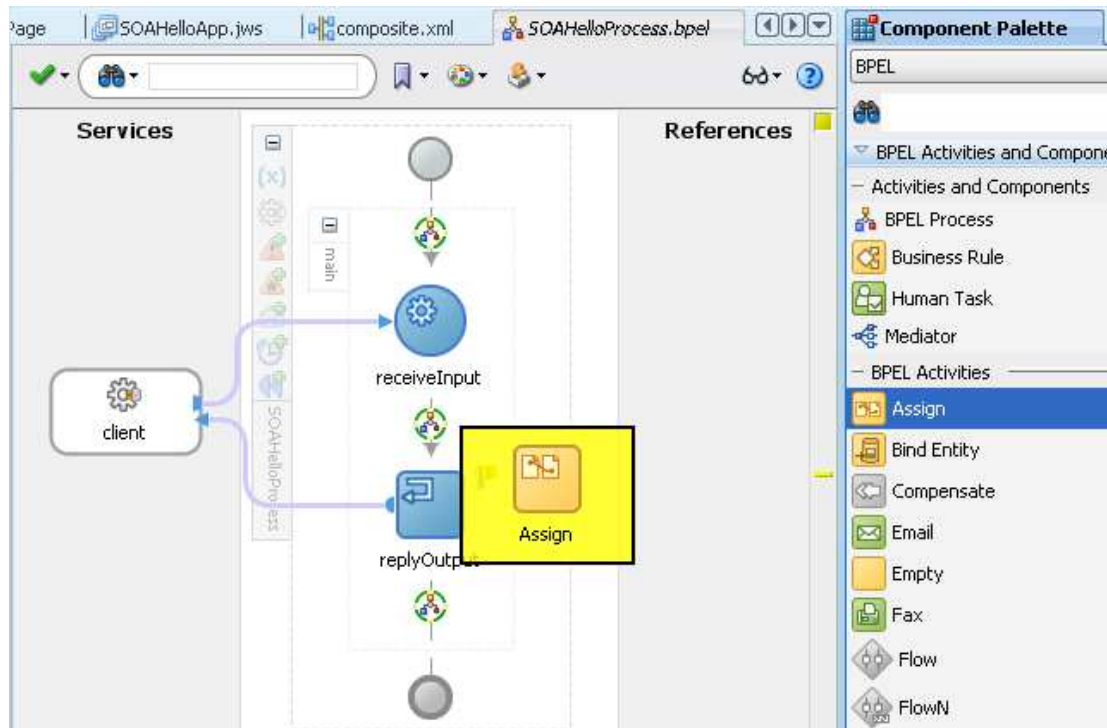 Page
SOAHelloApp.jws
composite.xml
SOAHelloProcess.bpel
Component Palette
BPEL
Services
References
BPEL Activities and Compone
Activities and Components
BPEL Process
Business Rule
Human Task
Mediator
BPEL Activities
Assign
Bind Entity
Compensate
Email
Empty
Fax
Flow
FlowN
(x)
main
receiveInput
client
SOAHelloProcess
Assign
replyOutput